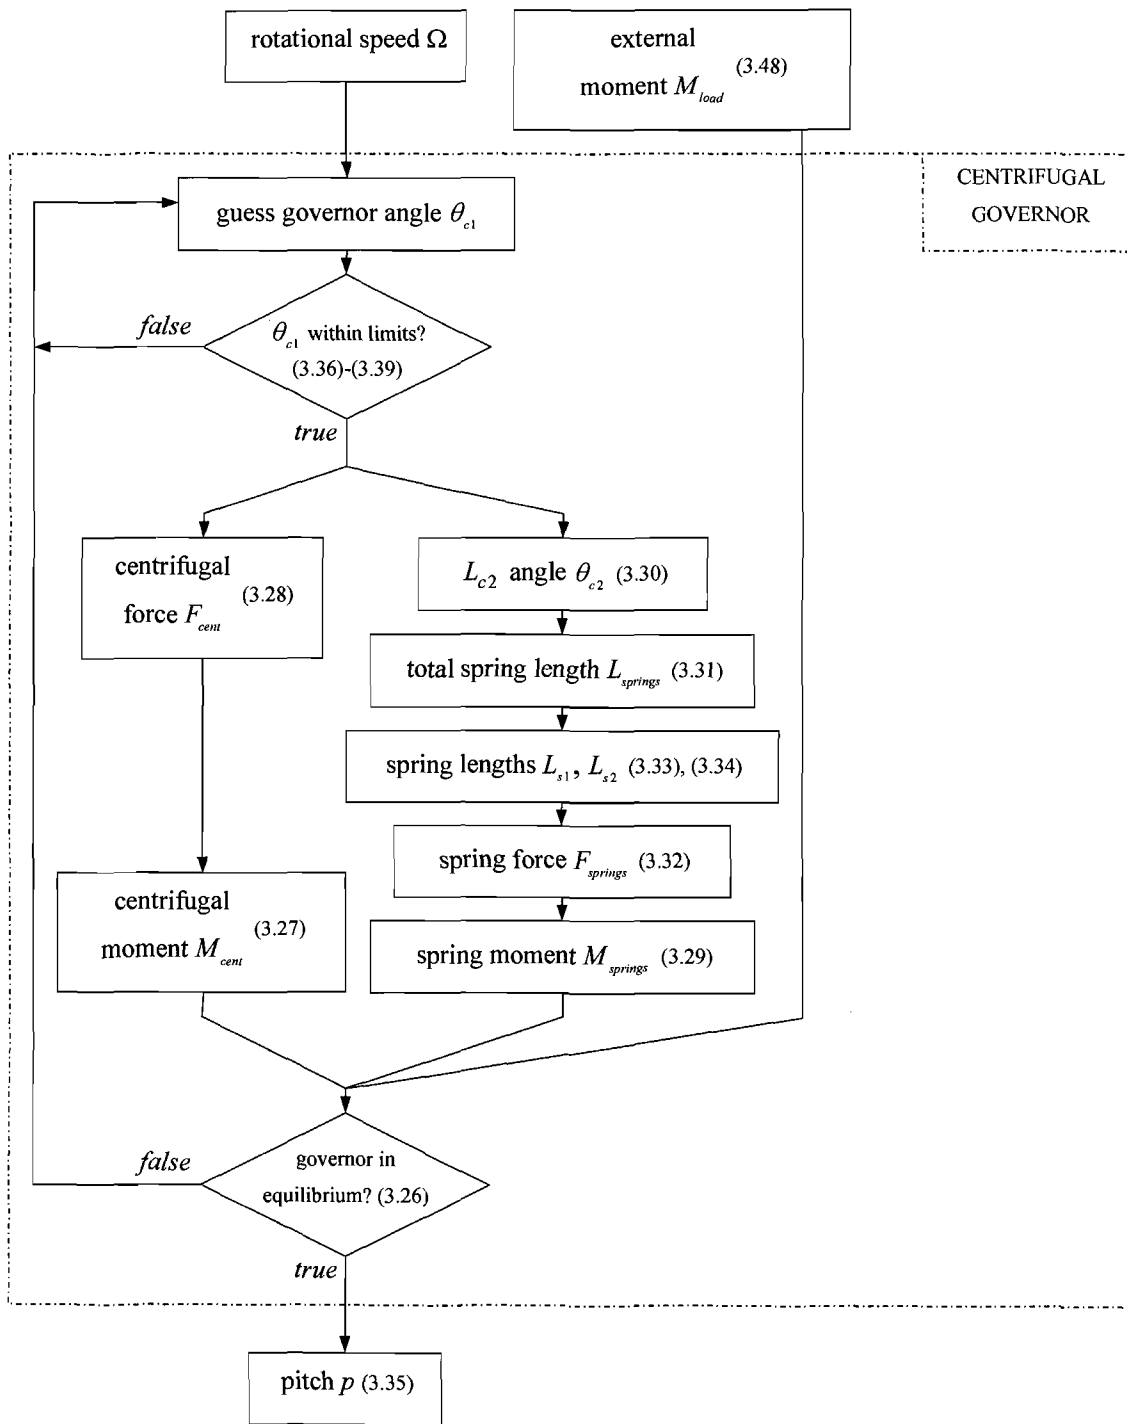 rotational speed Ω
external
moment M_load (3.48)
CENTRIFUGAL
GOVERNOR
guess governor angle θ_c1
false
θ_c1 within limits?
(3.36)-(3.39)
true
centrifugal
force F_cent (3.28)
L_c2 angle θ_c2 (3.30)
total spring length L_springs (3.31)
spring lengths L_s1, L_s2 (3.33), (3.34)
spring force F_springs (3.32)
centrifugal
moment M_cent (3.27)
spring moment M_springs (3.29)
false
governor in
equilibrium? (3.26)
true
pitch p (3.35)